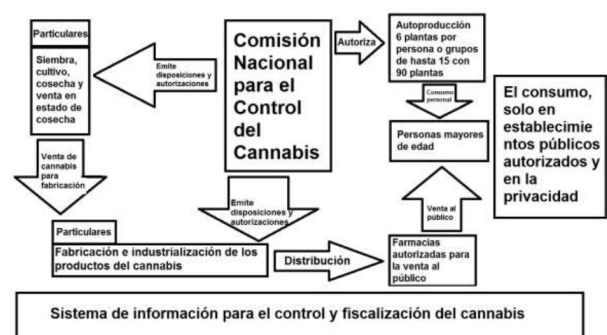 Particulares
Siembra,
cultivo,
cosecha y
venta en
estado de
cosecha
Emite
disposiciones y
autorizaciones
Comisión
Nacional
para el
Control
del
Cannabis
Autoriza
Autoproducción
6 plantas por
persona o grupos
de hasta 15 con
90 plantas
Consumo
personal
Personas mayores
de edad
El consumo,
solo en
establecimie
ntos públicos
autorizados y
en la
privacidad
Venta de
cannabis
para
fabricación
Emite
disposiciones y
autorizaciones
Venta al
público
Particulares
Fabricación e industrialización de los
productos del cannabis
Distribución
Farmacias
autorizadas para
la venta al
público
Sistema de información para el control y fiscalización del cannabis